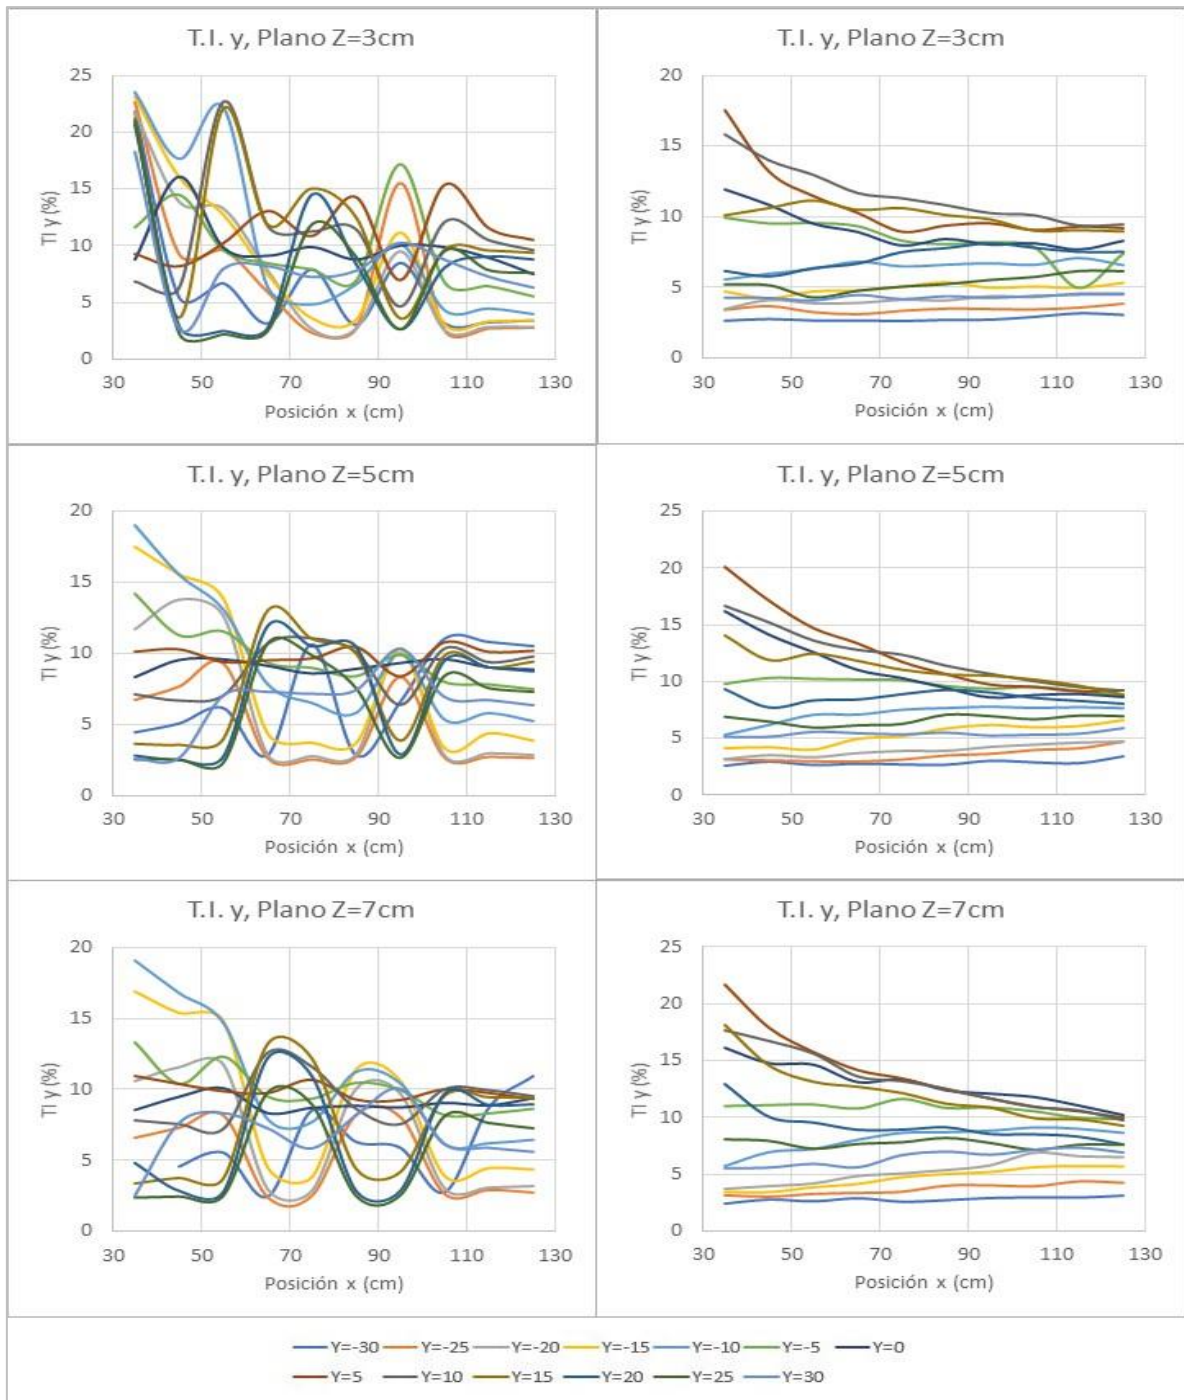 T.I. y, Plano Z=3cm
25
20
15
10
5
0
TI y (%)
30 50 70 90 110 130
Posición x (cm)
T.I. y, Plano Z=3cm
20
15
10
5
0
TI y (%)
30 50 70 90 110 130
Posición x (cm)
T.I. y, Plano Z=5cm
20
15
10
5
0
TI y (%)
30 50 70 90 110 130
Posición x (cm)
T.I. y, Plano Z=5cm
25
20
15
10
5
0
TI y (%)
30 50 70 90 110 130
Posición x (cm)
T.I. y, Plano Z=7cm
20
15
10
5
0
TI y (%)
30 50 70 90 110 130
Posición x (cm)
T.I. y, Plano Z=7cm
25
20
15
10
5
0
TI y (%)
30 50 70 90 110 130
Posición x (cm)
Y=-30 Y=-25 Y=-20 Y=-15 Y=-10 Y=-5 Y=0
Y=5 Y=10 Y=15 Y=20 Y=25 Y=30